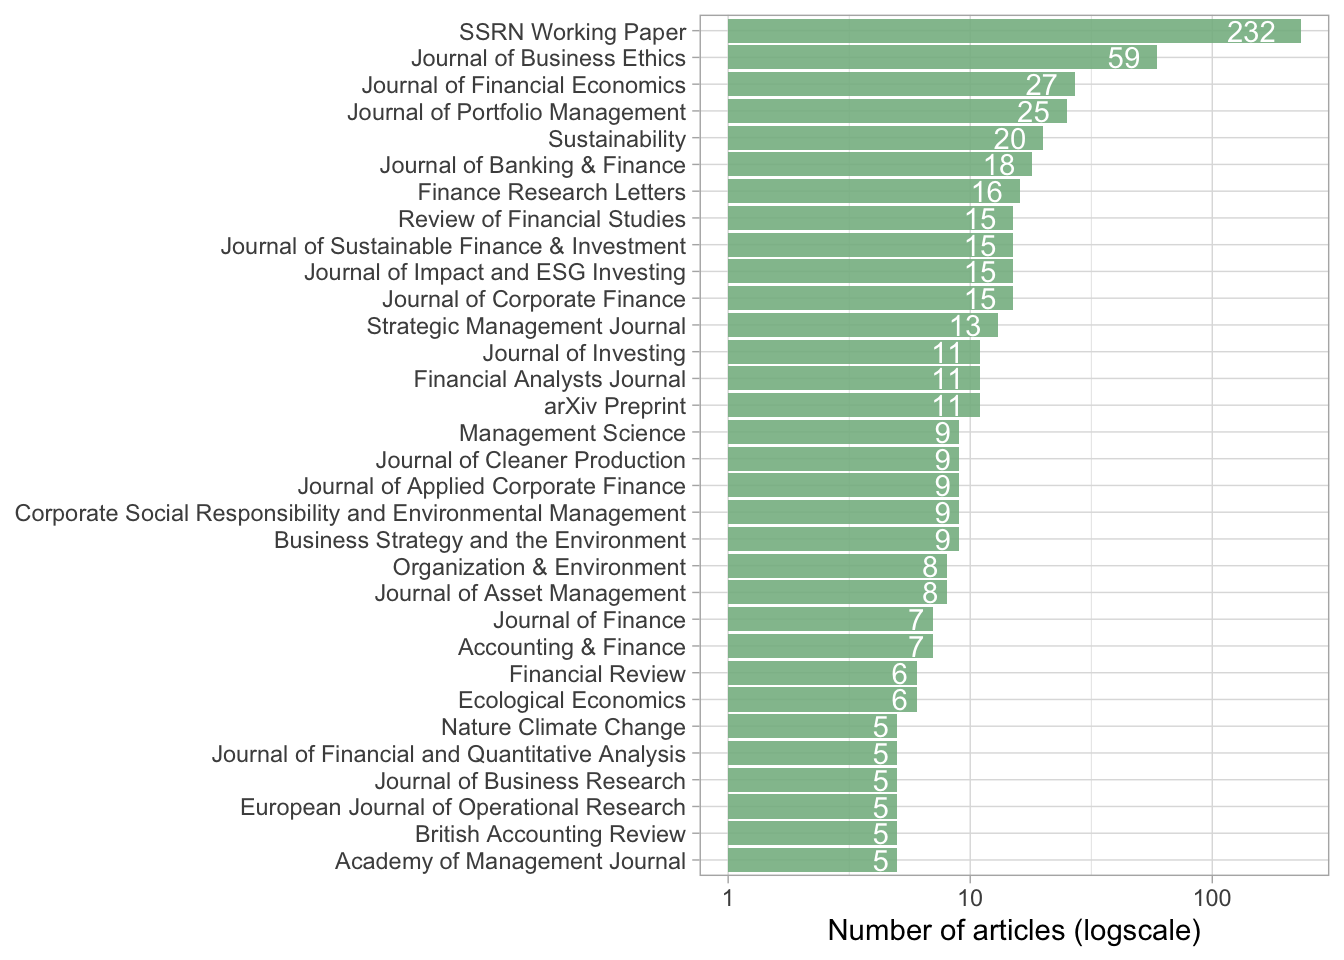 SSRN Working Paper 232
Journal of Business Ethics 59
Journal of Financial Economics 27
Journal of Portfolio Management 25
Sustainability 20
Journal of Banking & Finance 18
Finance Research Letters 16
Review of Financial Studies 15
Journal of Sustainable Finance & Investment 15
Journal of Impact and ESG Investing 15
Journal of Corporate Finance 15
Strategic Management Journal 13
Journal of Investing 11
Financial Analysts Journal 11
arXiv Preprint 11
Management Science 9
Journal of Cleaner Production 9
Journal of Applied Corporate Finance 9
Corporate Social Responsibility and Environmental Management 9
Business Strategy and the Environment 9
Organization & Environment 8
Journal of Asset Management 8
Journal of Finance 7
Accounting & Finance 7
Financial Review 6
Ecological Economics 6
Nature Climate Change 5
Journal of Financial and Quantitative Analysis 5
Journal of Business Research 5
European Journal of Operational Research 5
British Accounting Review 5
Academy of Management Journal 5
1 10 100
Number of articles (logscale)